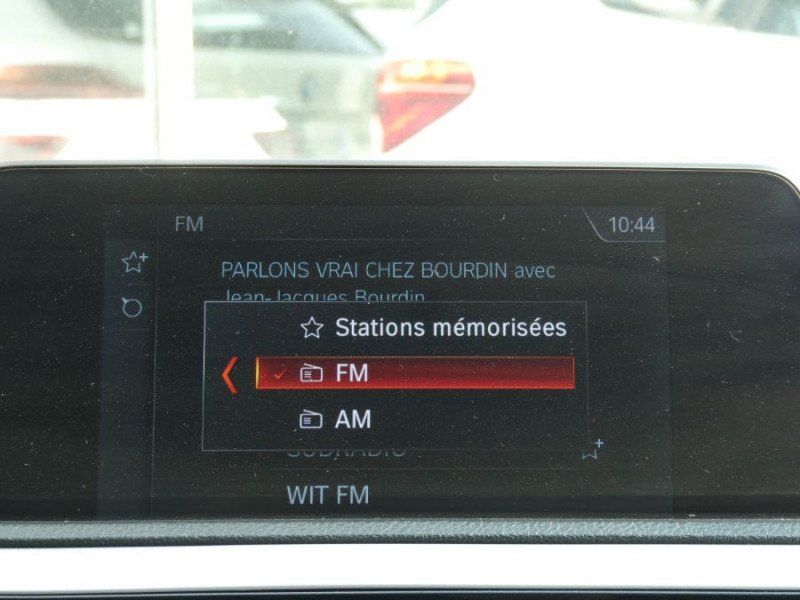 FM
10:44
PARLONS VRAI CHEZ BOURDIN avec
Jean-Jacques Bourdin
Stations mémorisées
FM
AM
SUDRADIO
WIT FM